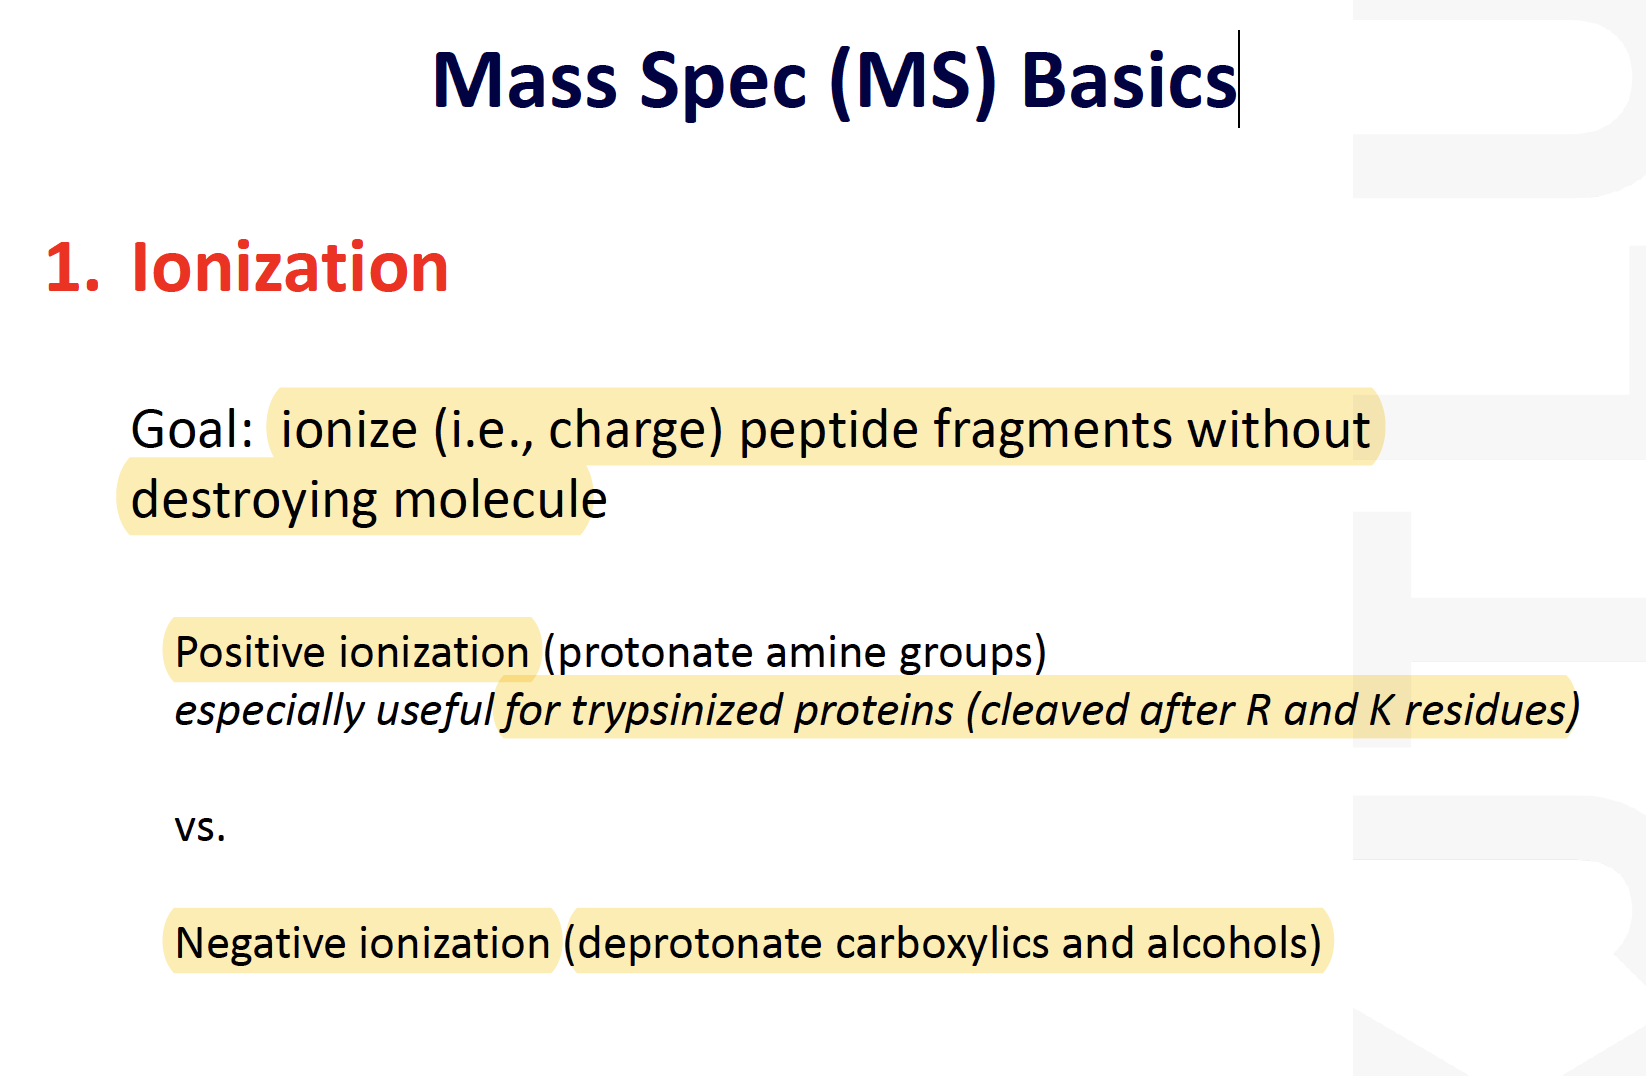 Mass Spec (MS) Basics
1. Ionization
Goal: ionize (i.e., charge) peptide fragments without
destroying molecule
Positive ionization (protonate amine groups)
especially useful for trypsinized proteins (cleaved after R and K residues)
vs.
Negative ionization (deprotonate carboxylics and alcohols)